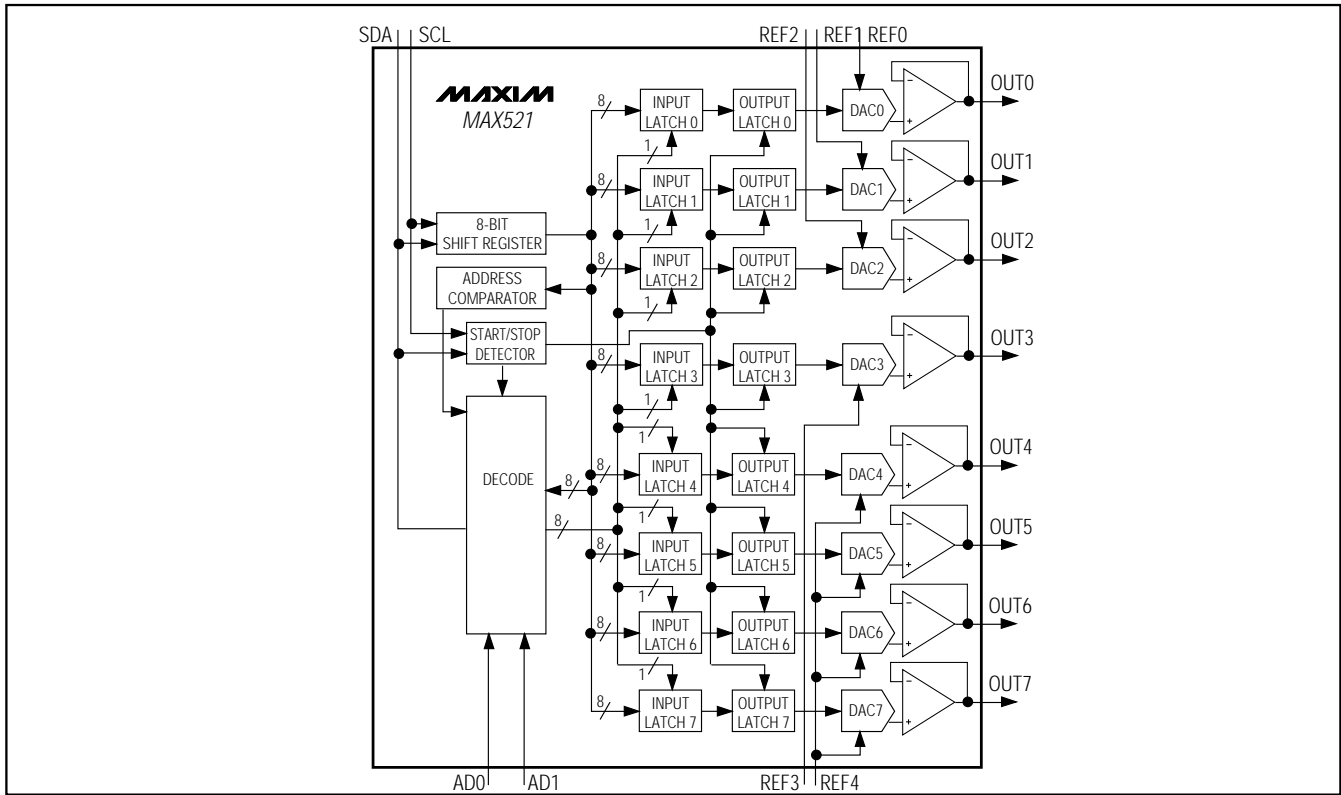 SDA SCL REF2 REF1 REF0
MAXIM
MAX521
8 INPUT LATCH 0 OUTPUT LATCH 0 DAC0 - + OUT0
1
8 INPUT LATCH 1 OUTPUT LATCH 1 DAC1 - + OUT1
1
8-BIT
SHIFT REGISTER
8 INPUT LATCH 2 OUTPUT LATCH 2 DAC2 - + OUT2
1
ADDRESS
COMPARATOR
START/STOP
DETECTOR
8 INPUT LATCH 3 OUTPUT LATCH 3 DAC3 - + OUT3
1
1
DECODE
8
8
8 INPUT LATCH 4 OUTPUT LATCH 4 DAC4 - + OUT4
1
8 INPUT LATCH 5 OUTPUT LATCH 5 DAC5 - + OUT5
1
8 INPUT LATCH 6 OUTPUT LATCH 6 DAC6 - + OUT6
1
8 INPUT LATCH 7 OUTPUT LATCH 7 DAC7 - + OUT7
AD0 AD1 REF3 REF4